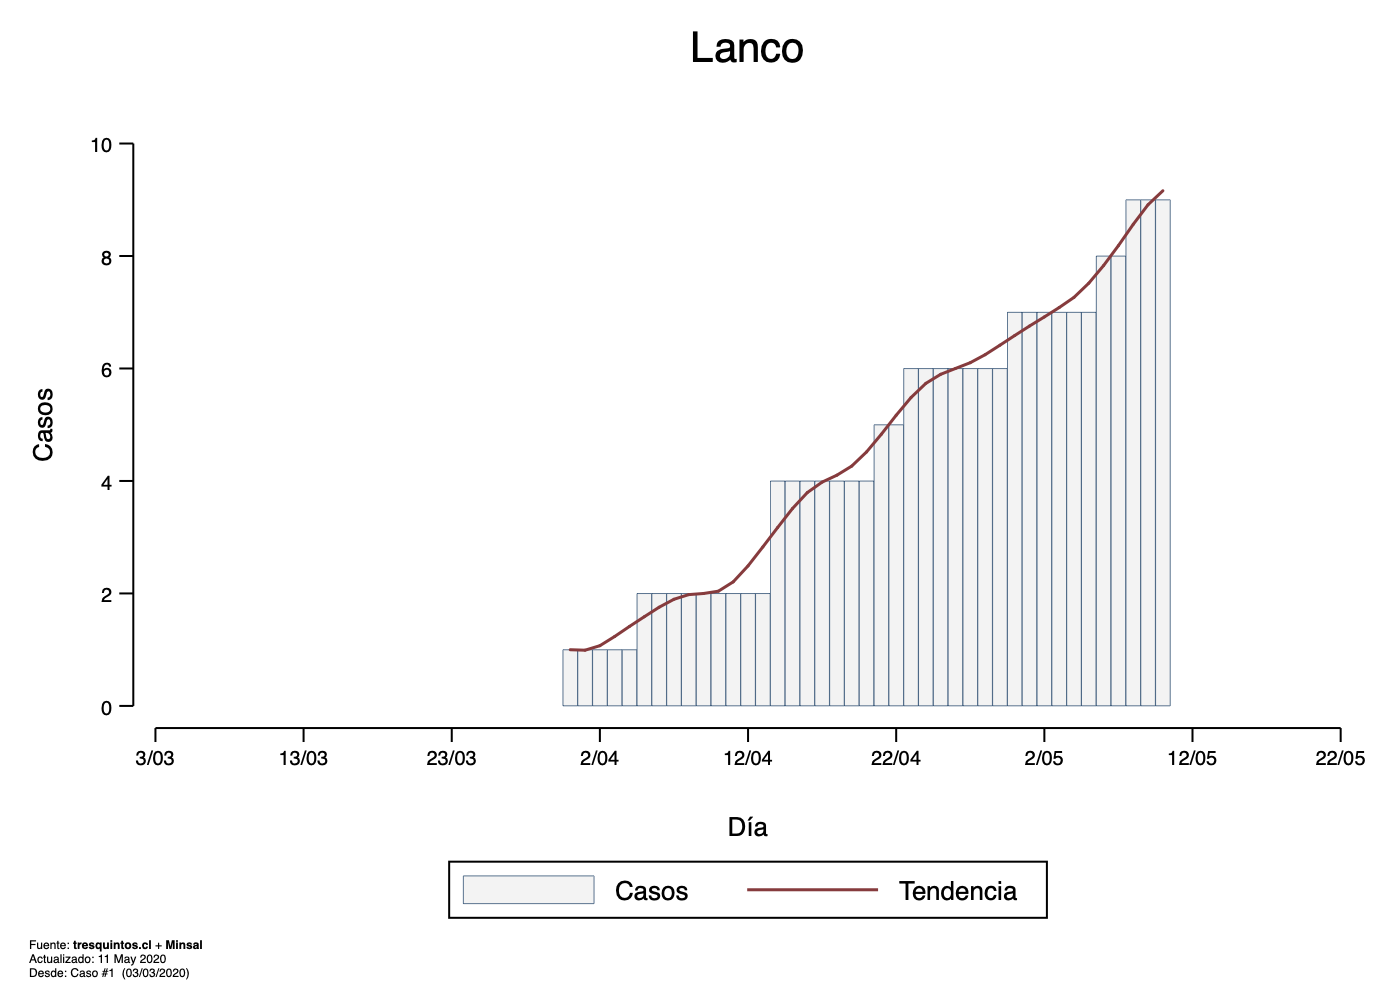 Lanco
10
8
6
4
2
0
Casos
3/03 13/03 23/03 2/04 12/04 22/04 2/05 12/05 22/05
Día
Casos Tendencia
Fuente: tresquintos.cl + Minsal
Actualizado: 11 May 2020
Desde: Caso #1 (03/03/2020)